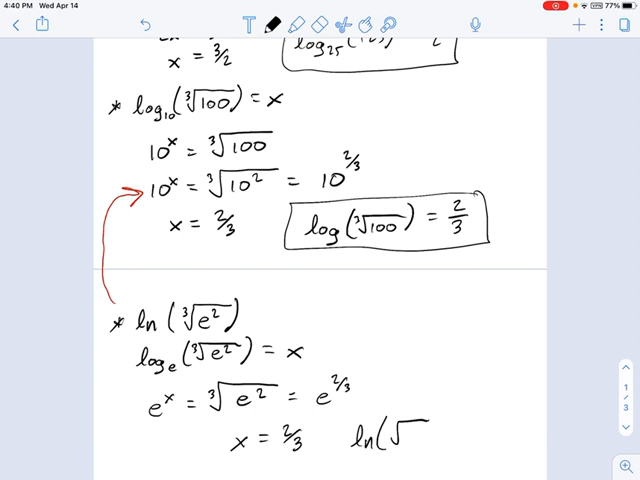 4:40 PM Wed Apr 14
77%
x = 3/2
* log₁₀(∛100) = x
10ˣ = ∛100
10ˣ = ∛10² = 10^(2/3)
x = 2/3
log(∛100) = 2/3
* ln(∛e²)
logₑ(∛e²) = x
eˣ = ∛e² = e^(2/3)
x = 2/3 ln(√
1
/
3